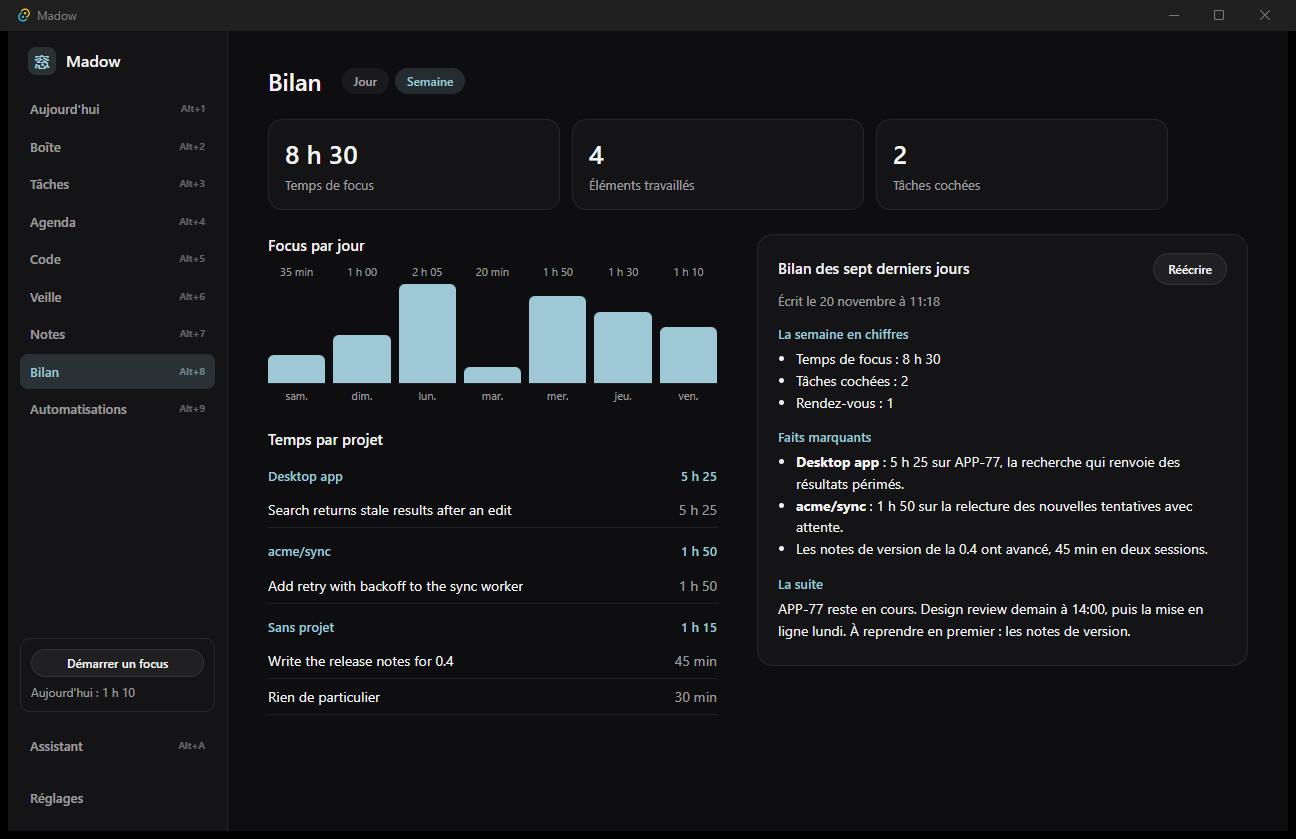 Madow
窓 Madow
Aujourd'hui Alt+1
Boîte Alt+2
Tâches Alt+3
Agenda Alt+4
Code Alt+5
Veille Alt+6
Notes Alt+7
Bilan Alt+8
Automatisations Alt+9
Démarrer un focus
Aujourd'hui : 1 h 10
Assistant Alt+A
Réglages
Bilan Jour Semaine
8 h 30
Temps de focus
4
Éléments travaillés
2
Tâches cochées
Focus par jour
35 min 1 h 00 2 h 05 20 min 1 h 50 1 h 30 1 h 10
sam. dim. lun. mar. mer. jeu. ven.
Temps par projet
Desktop app 5 h 25
Search returns stale results after an edit 5 h 25
acme/sync 1 h 50
Add retry with backoff to the sync worker 1 h 50
Sans projet 1 h 15
Write the release notes for 0.4 45 min
Rien de particulier 30 min
Bilan des sept derniers jours Réécrire
Écrit le 20 novembre à 11:18
La semaine en chiffres
• Temps de focus : 8 h 30
• Tâches cochées : 2
• Rendez-vous : 1
Faits marquants
• Desktop app : 5 h 25 sur APP-77, la recherche qui renvoie des
résultats périmés.
• acme/sync : 1 h 50 sur la relecture des nouvelles tentatives avec
attente.
• Les notes de version de la 0.4 ont avancé, 45 min en deux sessions.
La suite
APP-77 reste en cours. Design review demain à 14:00, puis la mise en
ligne lundi. À reprendre en premier : les notes de version.